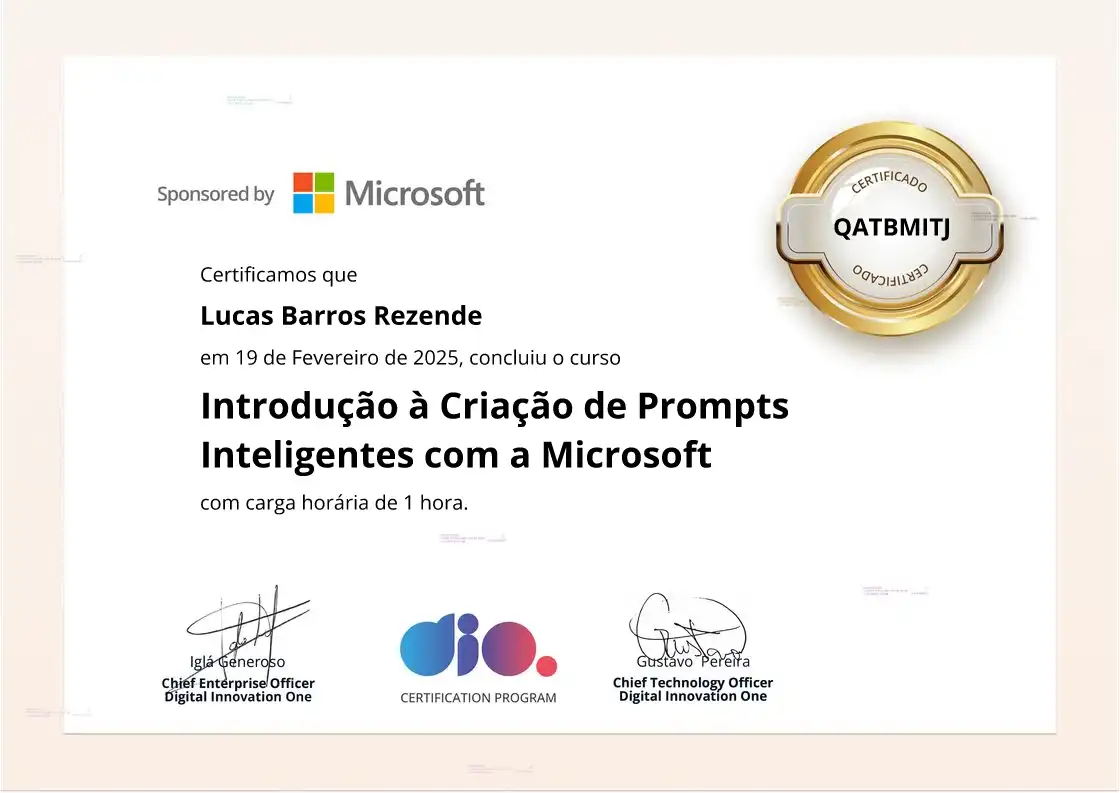 Sponsored by Microsoft
CERTIFICADO
QATBMITJ
CERTIFICADO
Certificamos que
Lucas Barros Rezende
em 19 de Fevereiro de 2025, concluiu o curso
Introdução à Criação de Prompts
Inteligentes com a Microsoft
com carga horária de 1 hora.
Iglá Generoso
Chief Enterprise Officer
Digital Innovation One
dio.
CERTIFICATION PROGRAM
Gustavo
Gustavo Pereira
Chief Technology Officer
Digital Innovation One